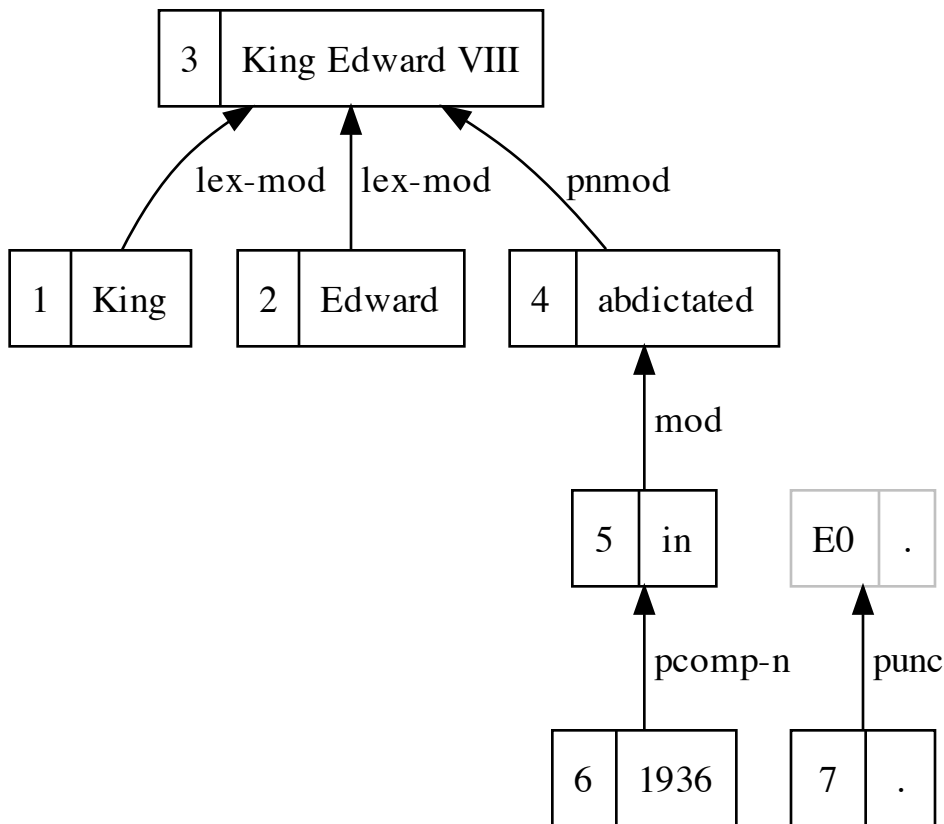 3 King Edward VIII
lex-mod lex-mod pnmod
1 King 2 Edward 4 abdictated
mod
5 in E0 .
pcomp-n punc
6 1936 7 .